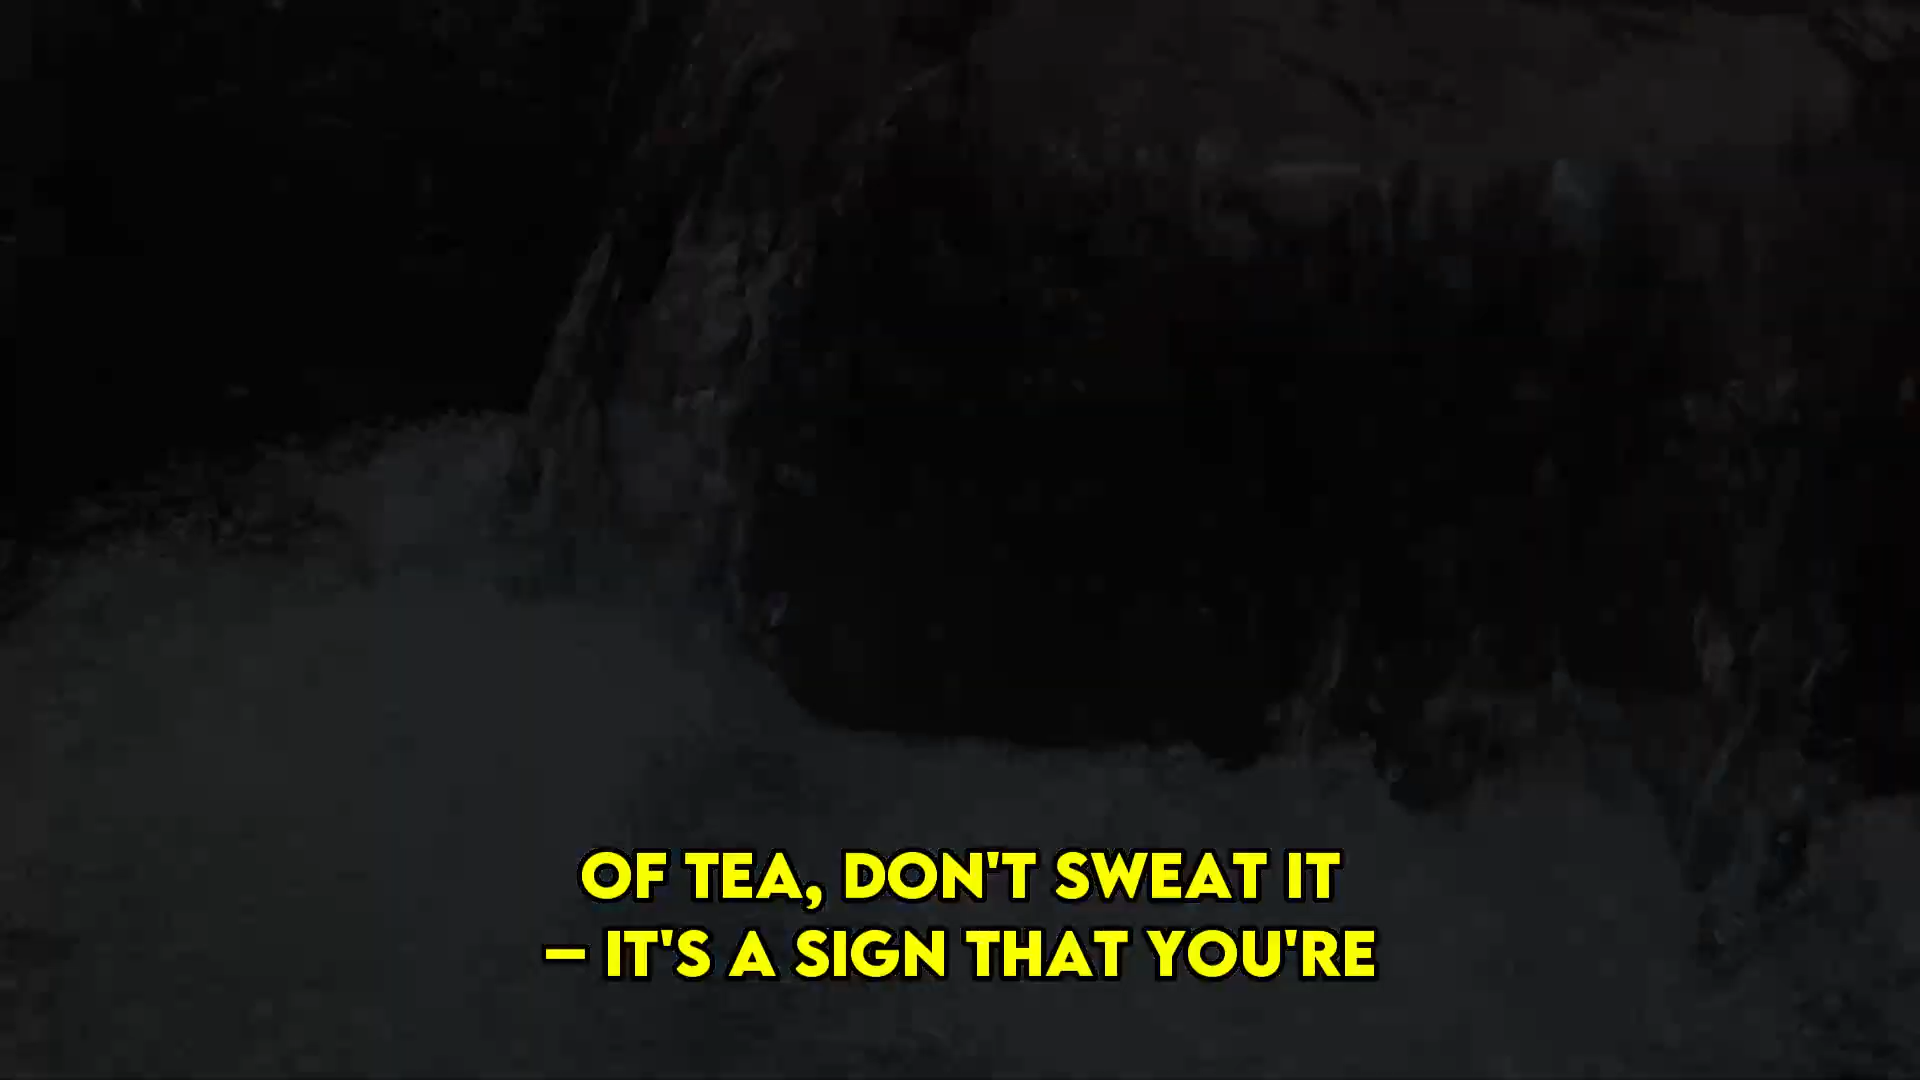 OF TEA, DON'T SWEAT IT
– IT'S A SIGN THAT YOU'RE